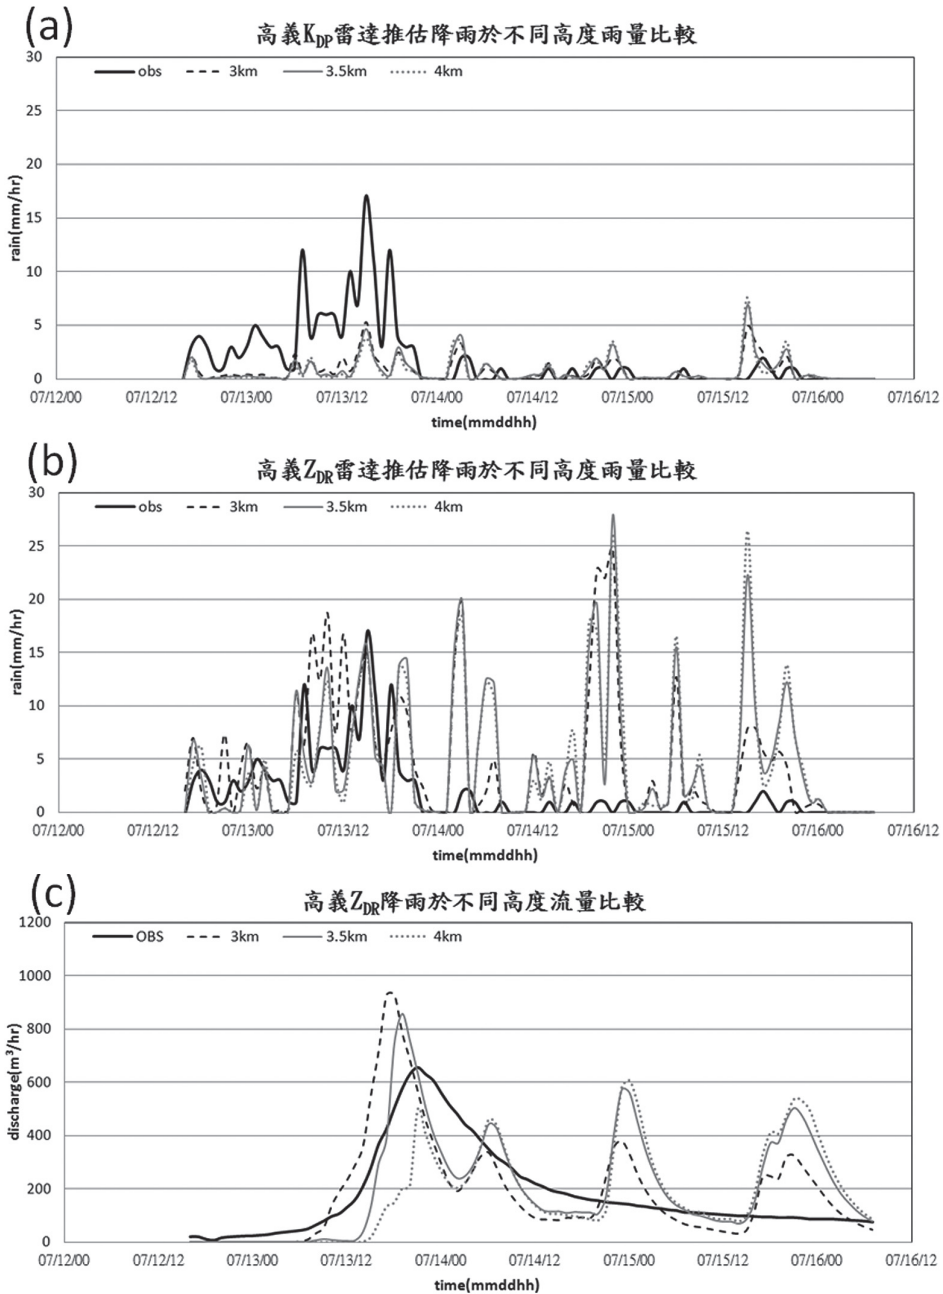 (a)
高義KDP雷達推估降雨於不同高度雨量比較
30
25
20
15
10
5
0
rain(mm/hr)
obs 3km 3.5km 4km
07/12/00 07/12/12 07/13/00 07/13/12 07/14/00 07/14/12 07/15/00 07/15/12 07/16/00 07/16/12
time(mmddhh)
(b)
高義ZDR雷達推估降雨於不同高度雨量比較
30
25
20
15
10
5
0
rain(mm/hr)
obs 3km 3.5km 4km
07/12/00 07/12/12 07/13/00 07/13/12 07/14/00 07/14/12 07/15/00 07/15/12 07/16/00 07/16/12
time(mmddhh)
(c)
高義ZDR降雨於不同高度流量比較
1200
1000
800
600
400
200
0
discharge(m³/hr)
OBS 3km 3.5km 4km
07/12/00 07/12/12 07/13/00 07/13/12 07/14/00 07/14/12 07/15/00 07/15/12 07/16/00 07/16/12
time(mmddhh)